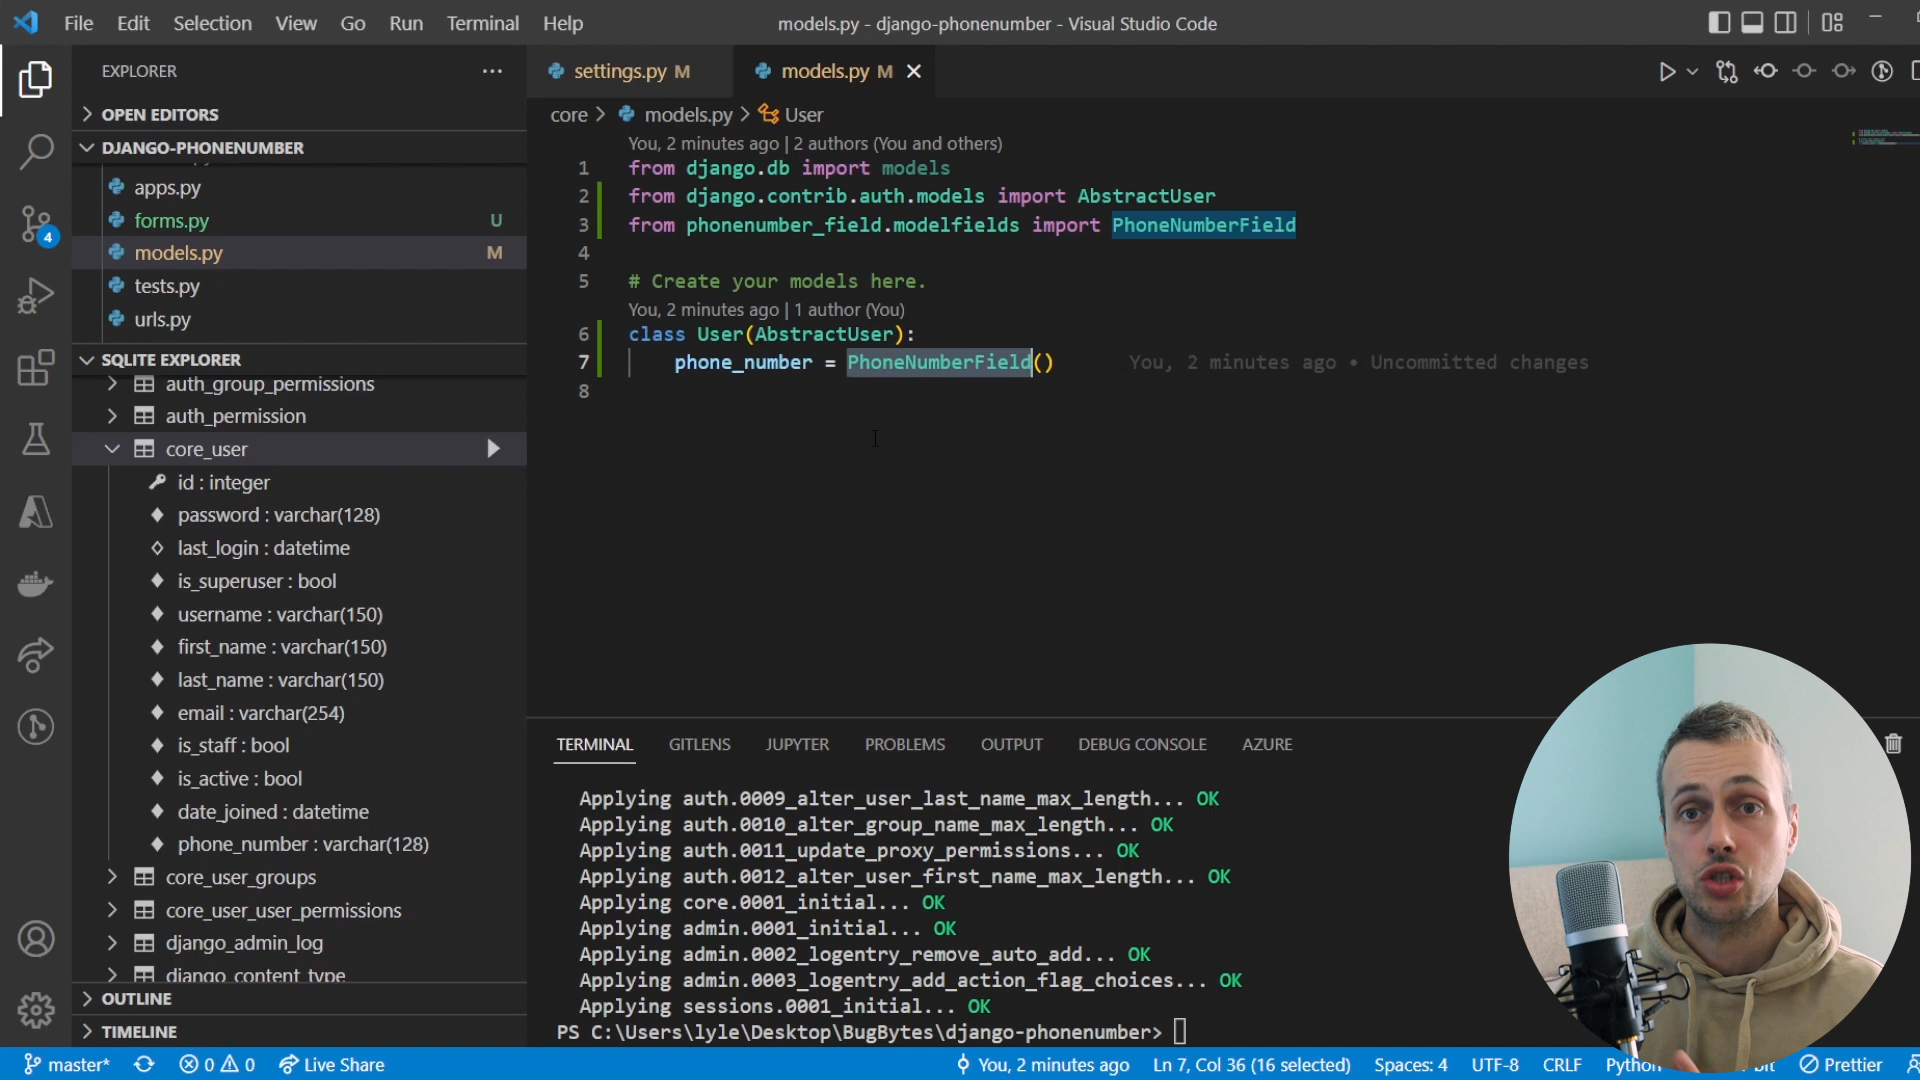 File Edit Selection View Go Run Terminal Help
models.py - django-phonenumber - Visual Studio Code
EXPLORER
OPEN EDITORS
DJANGO-PHONENUMBER
apps.py
forms.py U
models.py M
tests.py
urls.py
SQLITE EXPLORER
auth_group_permissions
auth_permission
core_user
id : integer
password : varchar(128)
last_login : datetime
is_superuser : bool
username : varchar(150)
first_name : varchar(150)
last_name : varchar(150)
email : varchar(254)
is_staff : bool
is_active : bool
date_joined : datetime
phone_number : varchar(128)
core_user_groups
core_user_user_permissions
django_admin_log
django_content_type
OUTLINE
TIMELINE
4
settings.py M models.py M
core > models.py > User
You, 2 minutes ago | 2 authors (You and others)
1 from django.db import models
2 from django.contrib.auth.models import AbstractUser
3 from phonenumber_field.modelfields import PhoneNumberField
4
5 # Create your models here.
You, 2 minutes ago | 1 author (You)
6 class User(AbstractUser):
7 phone_number = PhoneNumberField() You, 2 minutes ago • Uncommitted changes
8
TERMINAL GITLENS JUPYTER PROBLEMS OUTPUT DEBUG CONSOLE AZURE
Applying auth.0009_alter_user_last_name_max_length... OK
Applying auth.0010_alter_group_name_max_length... OK
Applying auth.0011_update_proxy_permissions... OK
Applying auth.0012_alter_user_first_name_max_length... OK
Applying core.0001_initial... OK
Applying admin.0001_initial... OK
Applying admin.0002_logentry_remove_auto_add... OK
Applying admin.0003_logentry_add_action_flag_choices... OK
Applying sessions.0001_initial... OK
PS C:\Users\lyle\Desktop\BugBytes\django-phonenumber>
master* 0 0 Live Share You, 2 minutes ago Ln 7, Col 36 (16 selected) Spaces: 4 UTF-8 CRLF Python Prettier